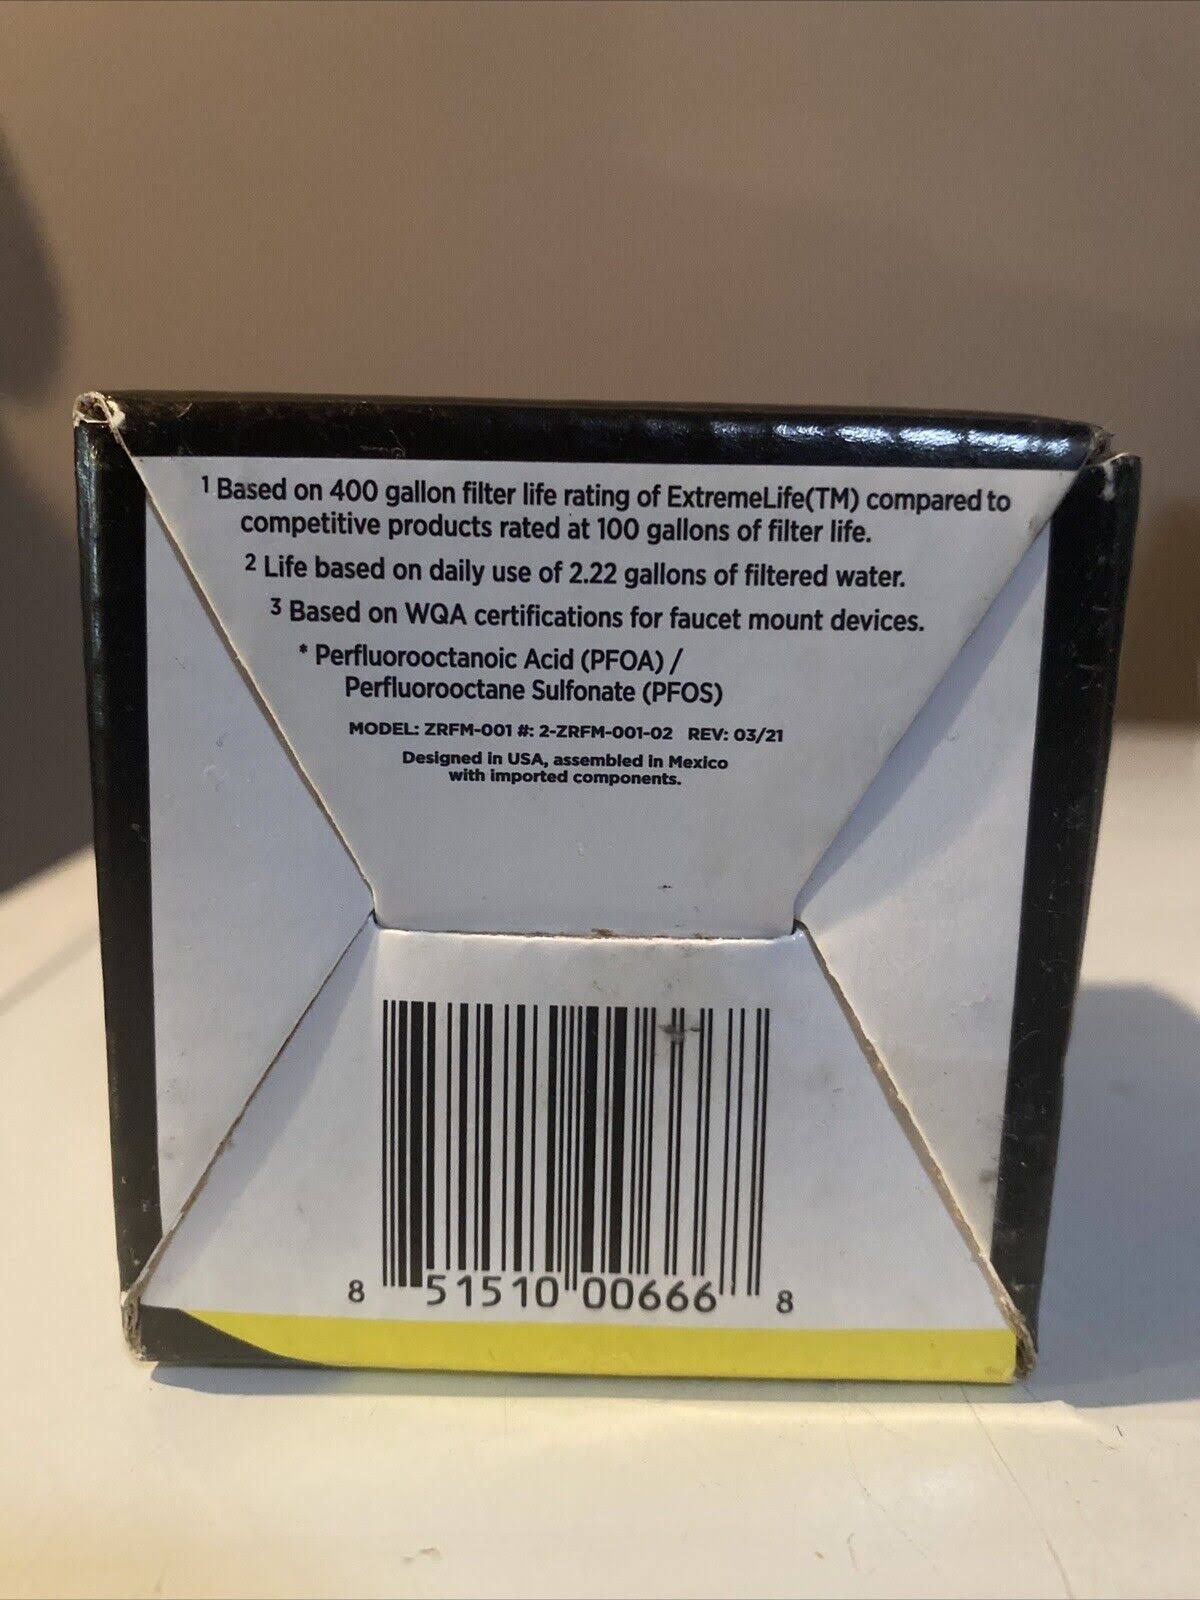 1 Based on 400 gallon filter life rating of ExtremeLife(TM) compared to
competitive products rated at 100 gallons of filter life.
2 Life based on daily use of 2.22 gallons of filtered water.
3 Based on WQA certifications for faucet mount devices.
* Perfluorooctanoic Acid (PFOA) /
Perfluorooctane Sulfonate (PFOS)
MODEL: ZRFM-001 #: 2-ZRFM-001-02 REV: 03/21
Designed in USA, assembled in Mexico
with imported components.
8 51510 00666 8